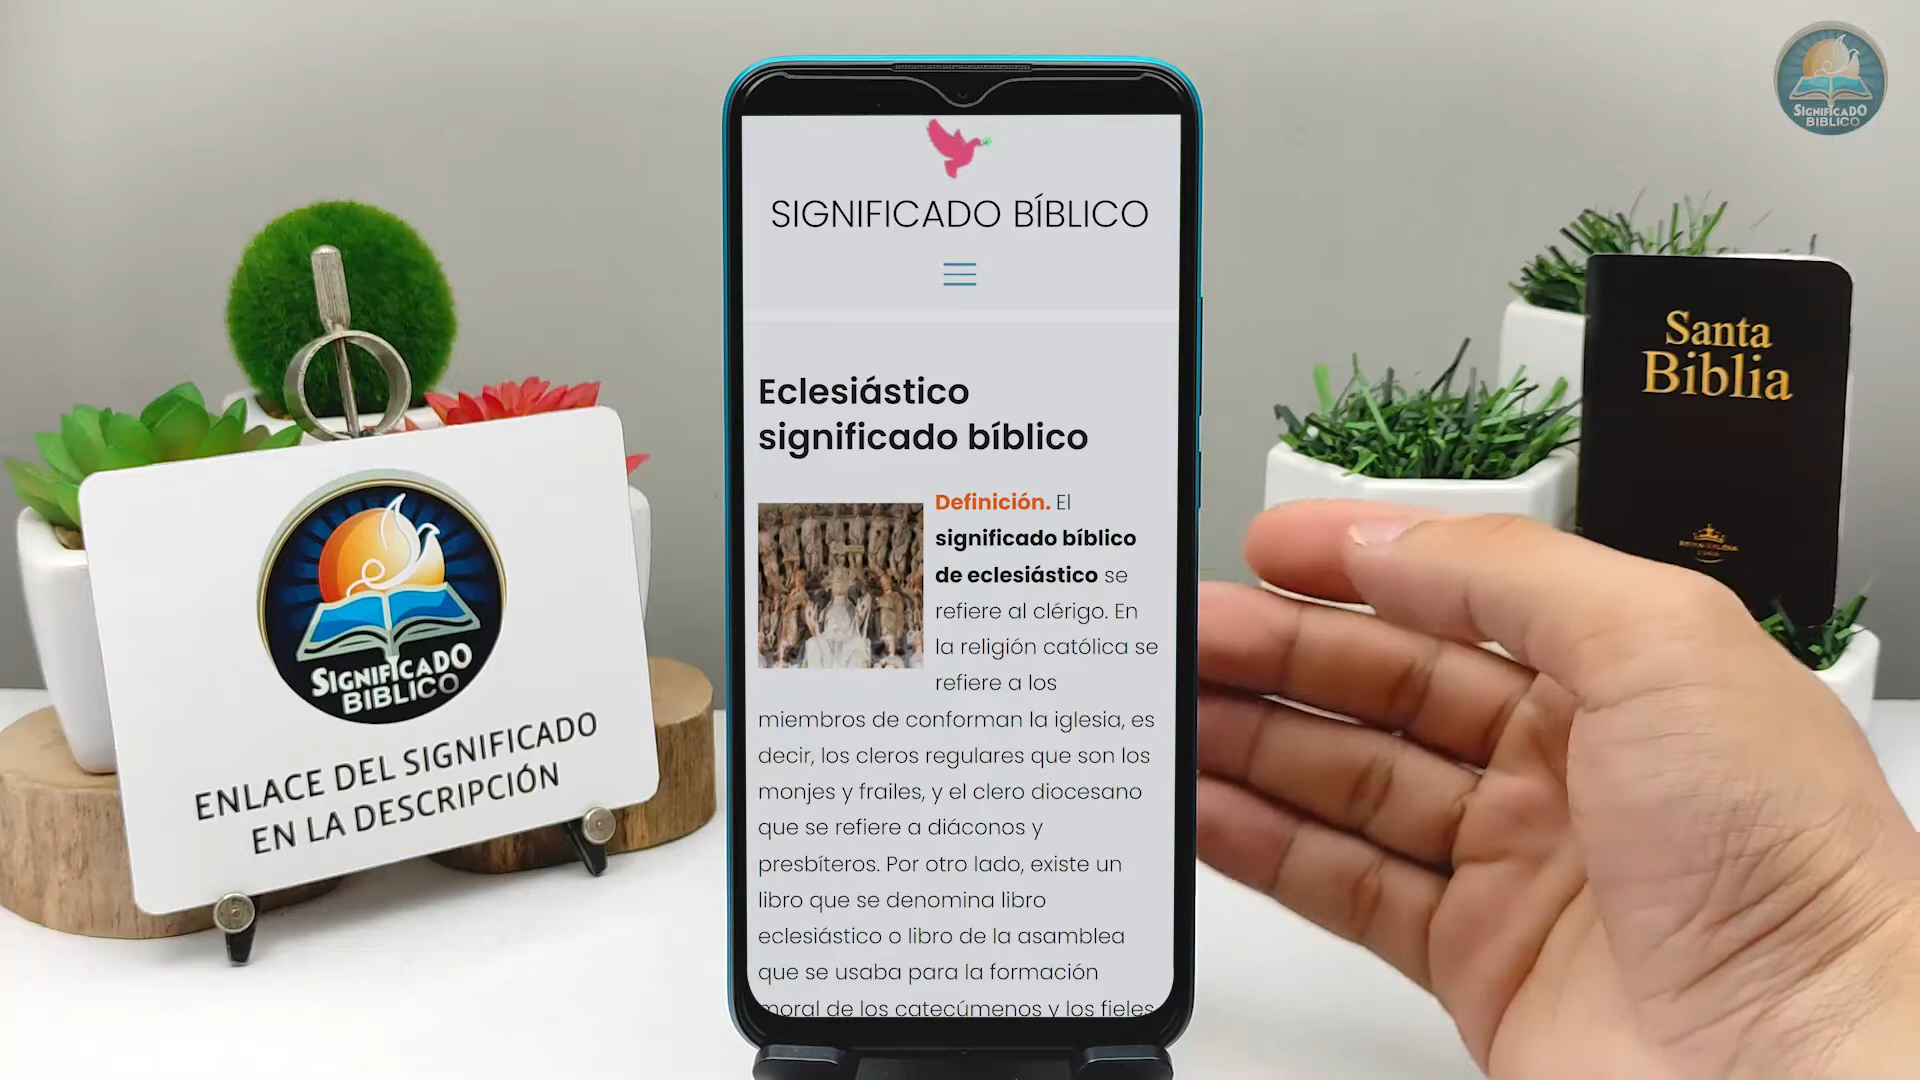 SIGNIFICADO
BIBLICO
SIGNIFICADO BÍBLICO
Eclesiástico
significado bíblico
Definición. El
significado bíblico
de eclesiástico se
refiere al clérigo. En
la religión católica se
refiere a los
miembros de conforman la iglesia, es
decir, los cleros regulares que son los
monjes y frailes, y el clero diocesano
que se refiere a diáconos y
presbíteros. Por otro lado, existe un
libro que se denomina libro
eclesiástico o libro de la asamblea
que se usaba para la formación
moral de los catecúmenos y los fieles
SIGNIFICADO
BIBLICO
ENLACE DEL SIGNIFICADO
EN LA DESCRIPCIÓN
Santa
Biblia
REINA-VALERA